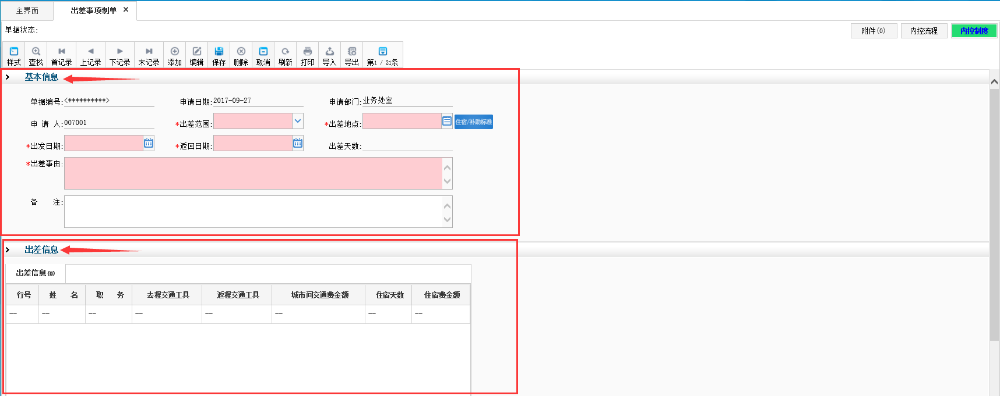 主界面 出差事项制单 ×
单据状态:
附件(0) 内控流程 内控制度
样式 查找 首记录 上记录 下记录 末记录 添加 编辑 保存 删除 取消 刷新 打印 导入 导出 第1 / 21条
基本信息
单据编号:<**********> 申请日期:2017-09-27 申请部门:业务处室
申 请 人:007001 *出差范围: *出差地点: 住宿/补助标准
*出发日期: *返回日期: 出差天数:
*出差事由:
备 注:
出差信息
出差信息(0)
行号 姓 名 职 务 去程交通工具 返程交通工具 城市间交通费金额 住宿天数 住宿费金额
-- -- -- -- -- -- -- --